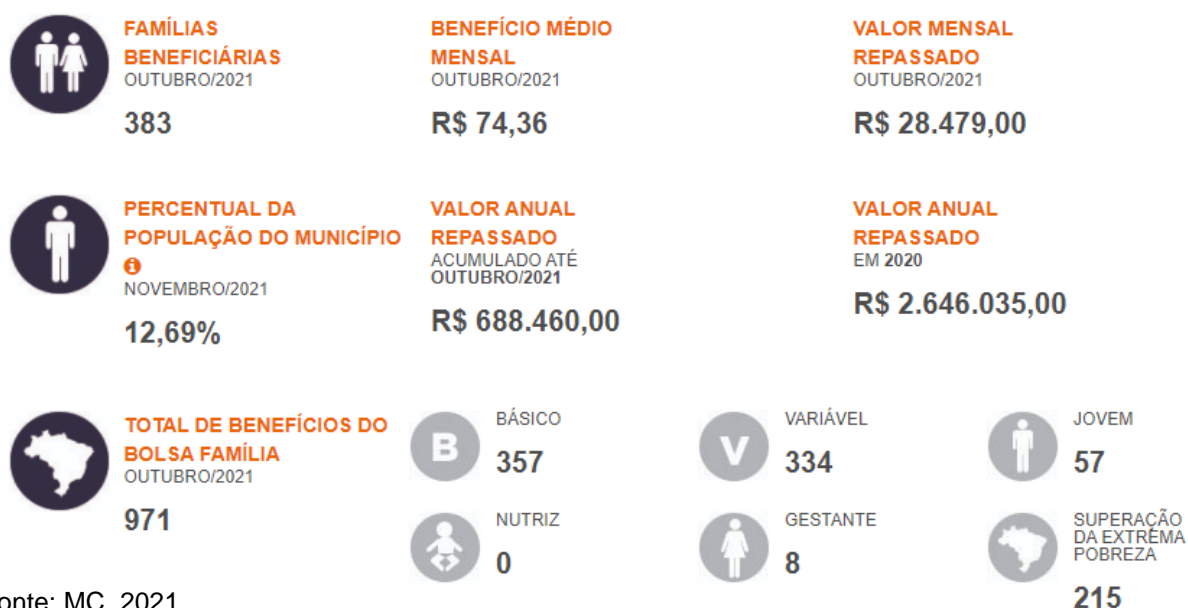 FAMÍLIAS
BENEFICIÁRIAS
OUTUBRO/2021
383
BENEFÍCIO MÉDIO
MENSAL
OUTUBRO/2021
R$ 74,36
VALOR MENSAL
REPASSADO
OUTUBRO/2021
R$ 28.479,00
PERCENTUAL DA
POPULAÇÃO DO MUNICÍPIO
NOVEMBRO/2021
12,69%
VALOR ANUAL
REPASSADO
ACUMULADO ATÉ
OUTUBRO/2021
R$ 688.460,00
VALOR ANUAL
REPASSADO
EM 2020
R$ 2.646.035,00
TOTAL DE BENEFÍCIOS DO
BOLSA FAMÍLIA
OUTUBRO/2021
971
B
BÁSICO
357
V
VARIÁVEL
334
JOVEM
57
NUTRIZ
0
GESTANTE
8
SUPERAÇÃO
DA EXTREMA
POBREZA
215
onte: MC, 2021